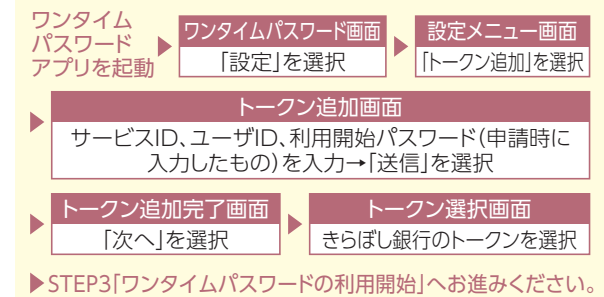 ワンタイム
パスワード
アプリを起動
▶
ワンタイムパスワード画面
「設定」を選択
▶
設定メニュー画面
「トークン追加」を選択
▶
トークン追加画面
サービスID、ユーザID、利用開始パスワード(申請時に
入力したもの)を入力→「送信」を選択
▶
トークン追加完了画面
「次へ」を選択
▶
トークン選択画面
きらぼし銀行のトークンを選択
▶STEP3「ワンタイムパスワードの利用開始」へお進みください。